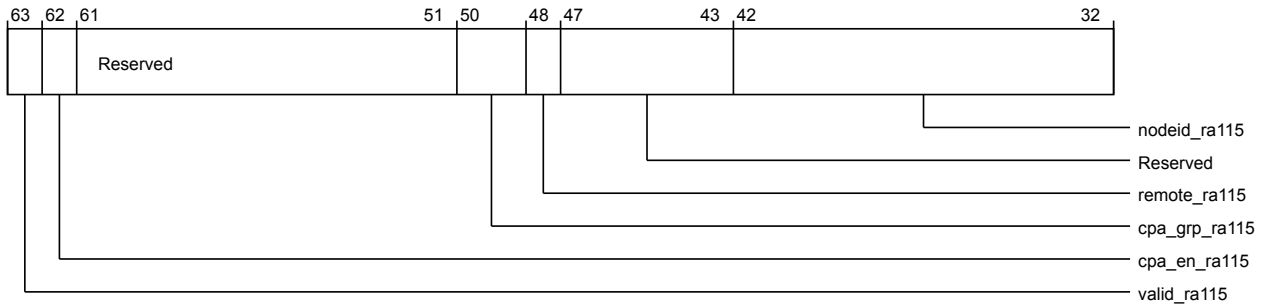 63 62 61 51 50 48 47 43 42 32
Reserved
nodeid_ra115
Reserved
remote_ra115
cpa_grp_ra115
cpa_en_ra115
valid_ra115